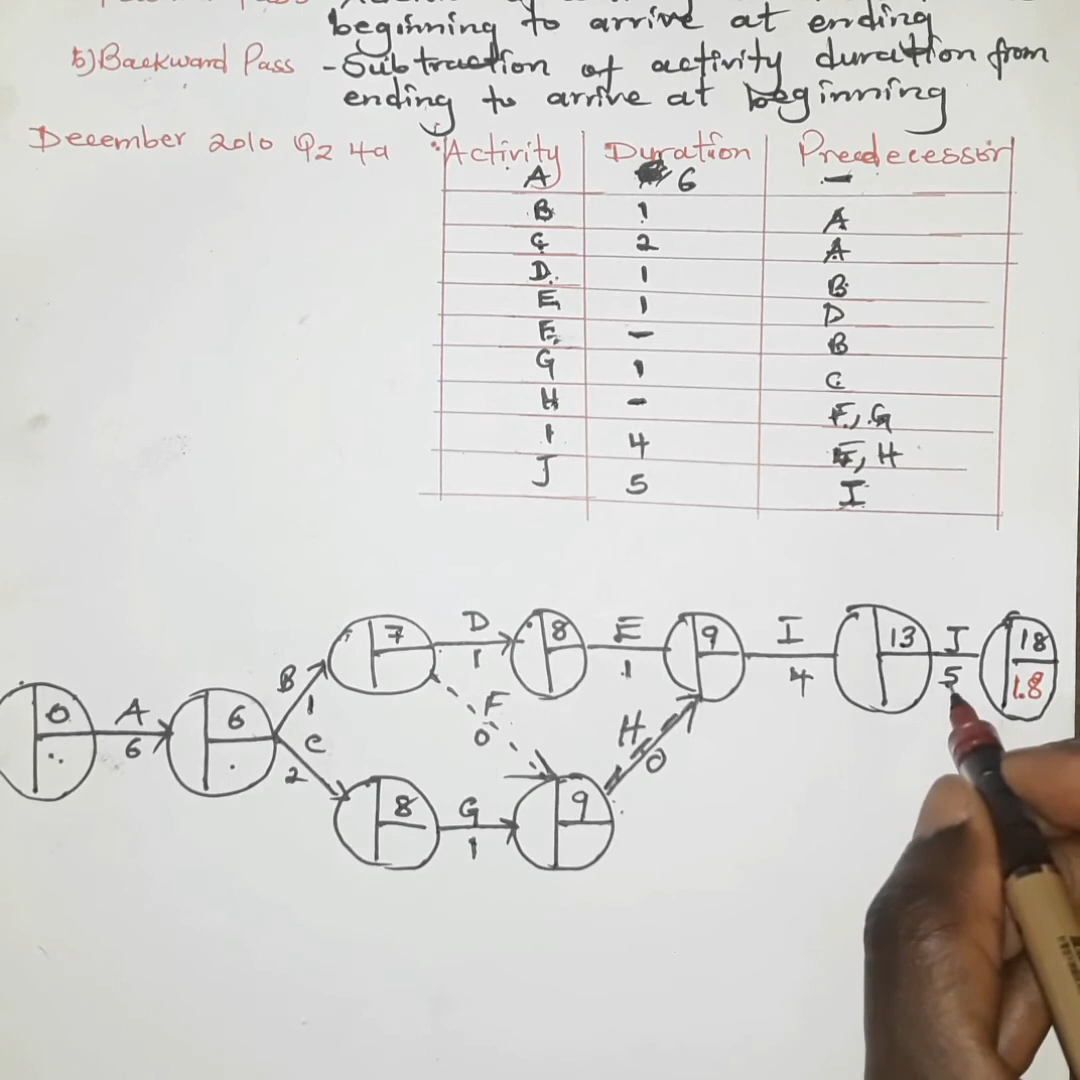 beginning to arrive at ending
5) Backward Pass - Subtraction of activity duration from
ending to arrive at beginning
December 2010 Q2 4a
Activity Duration Predecessor
A 6 -
B 1 A
C 2 A
D 1 B
E 1 D
F - B
G 1 C
H - F, G
I 4 E, H
J 5 I
7 D 8 E 9 I 13 J 18
1 1 4 5 18
0 A 6 B
6 1
F
0
C
2
H
0
8 G 9
1